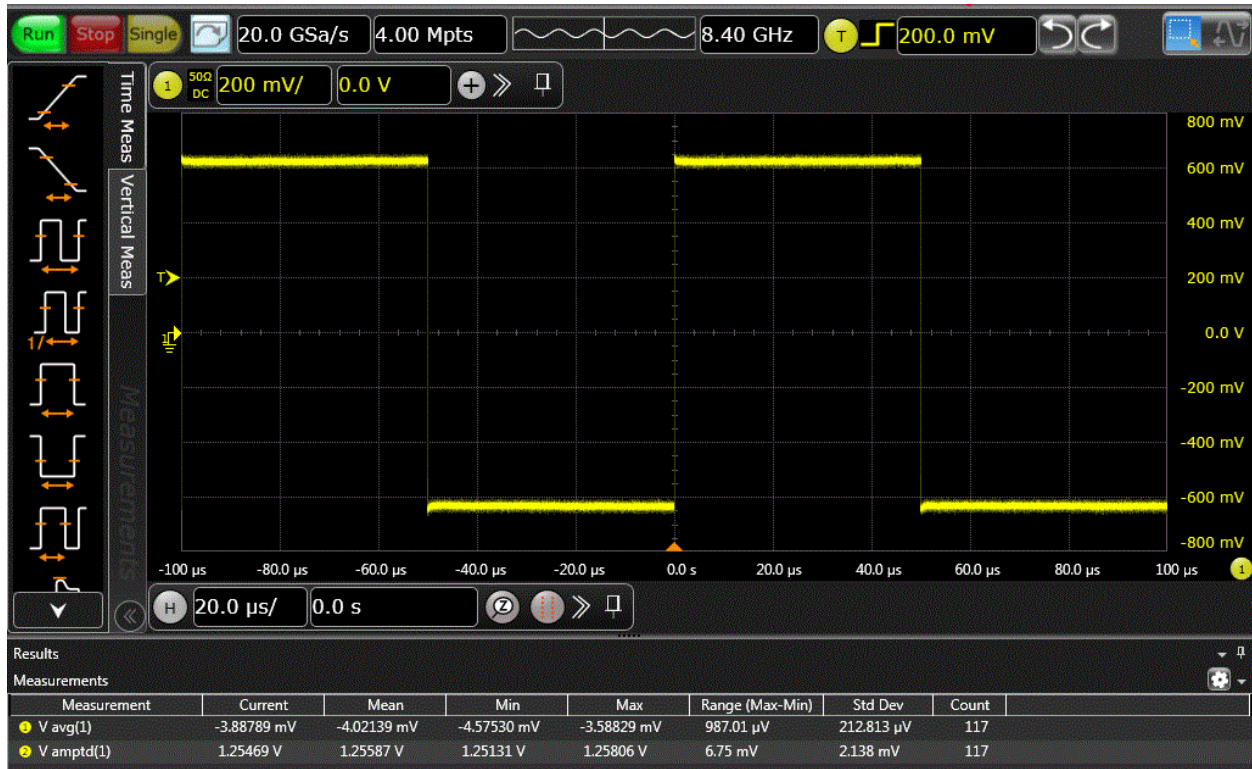 Run Stop Single 20.0 GSa/s 4.00 Mpts 8.40 GHz T 200.0 mV
Time Meas
Vertical Meas
Measurements
1 50Ω DC 200 mV/ 0.0 V
800 mV
600 mV
400 mV
T 200 mV
1/
1 0.0 V
-200 mV
-400 mV
-600 mV
-800 mV
-100 µs -80.0 µs -60.0 µs -40.0 µs -20.0 µs 0.0 s 20.0 µs 40.0 µs 60.0 µs 80.0 µs 100 µs 1
H 20.0 µs/ 0.0 s Z
Results
Measurements
Measurement Current Mean Min Max Range (Max-Min) Std Dev Count
1 V avg(1) -3.88789 mV -4.02139 mV -4.57530 mV -3.58829 mV 987.01 µV 212.813 µV 117
2 V amptd(1) 1.25469 V 1.25587 V 1.25131 V 1.25806 V 6.75 mV 2.138 mV 117